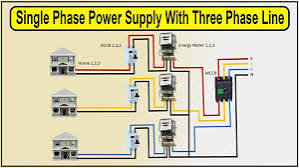 Single Phase Power Supply With Three Phase Line
RCCB 1,2,3
Energy Meter 1,2,3
Home 1,2,3
MCCB
R
Y
B
N